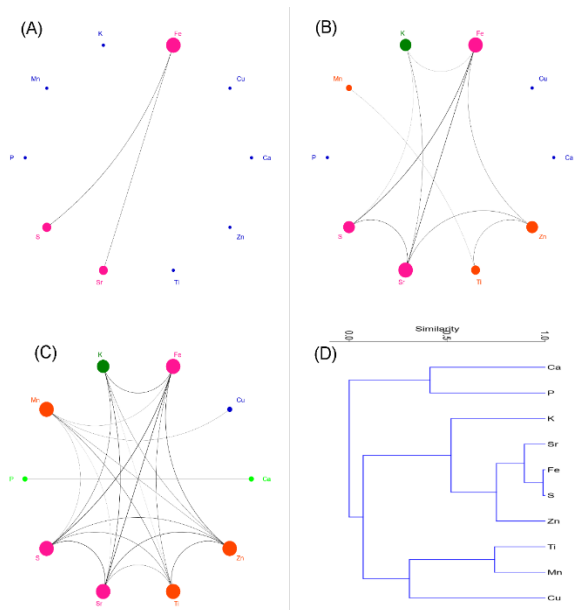 (A)
K
Fe
Mn
Cu
P
Ca
S
Zn
Sr
Ti
(B)
K
Fe
Mn
Cu
P
Ca
S
Zn
Sr
Ti
(C)
K
Fe
Mn
Cu
P
Ca
S
Zn
Sr
Ti
(D)
Similarity
0.0
0.5
1.0
Ca
P
K
Sr
Fe
S
Zn
Ti
Mn
Cu